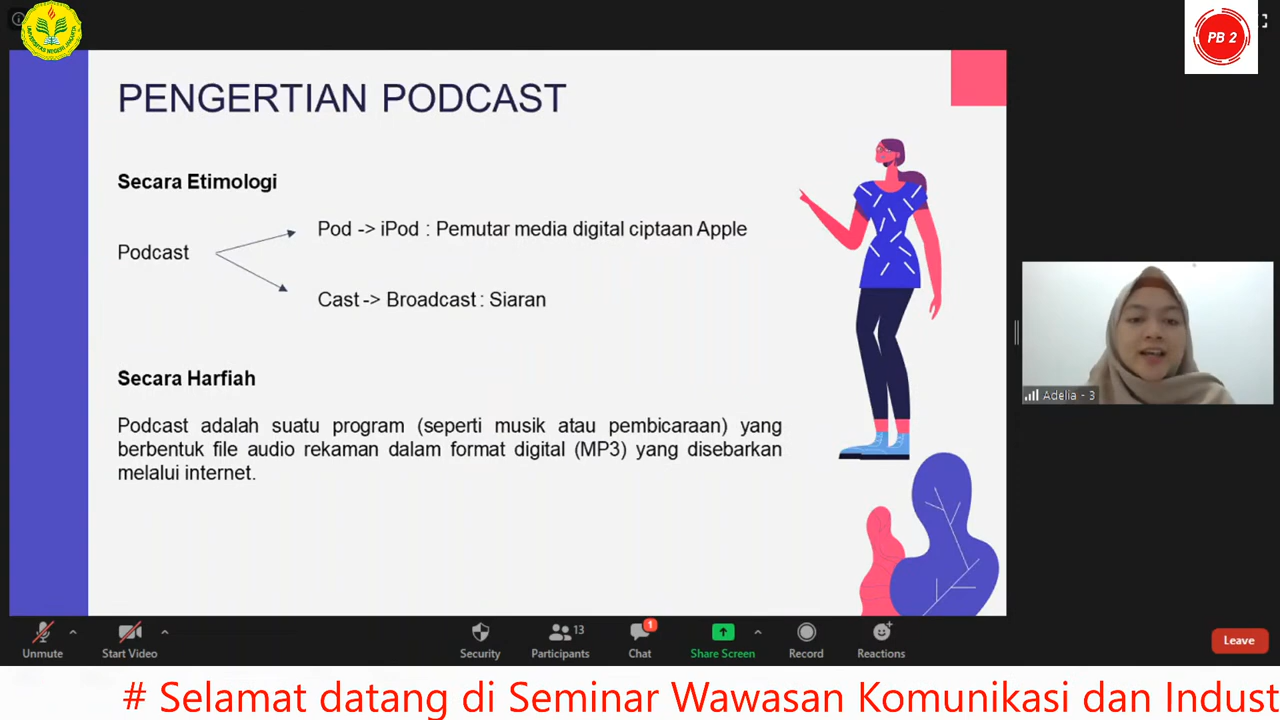 UNIVERSITAS NEGERI JAKARTA
PB 2
PENGERTIAN PODCAST
Secara Etimologi
Pod -> iPod : Pemutar media digital ciptaan Apple
Podcast
Cast -> Broadcast : Siaran
Secara Harfiah
Podcast adalah suatu program (seperti musik atau pembicaraan) yang
berbentuk file audio rekaman dalam format digital (MP3) yang disebarkan
melalui internet.
Adelia - 3
Unmute
Start Video
Security
13
Participants
1
Chat
Share Screen
Record
Reactions
Leave
# Selamat datang di Seminar Wawasan Komunikasi dan Indust